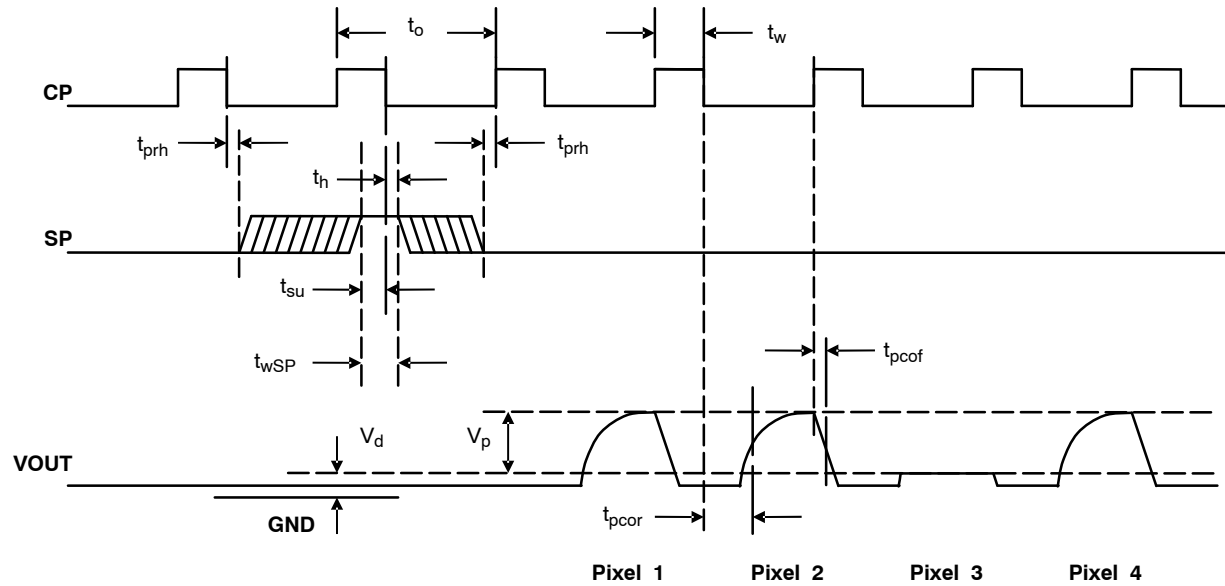 t_o
t_w
CP
t_prh
t_prh
t_h
SP
t_su
t_wSP
t_pcof
V_d
V_p
VOUT
t_pcor
GND
Pixel 1
Pixel 2
Pixel 3
Pixel 4